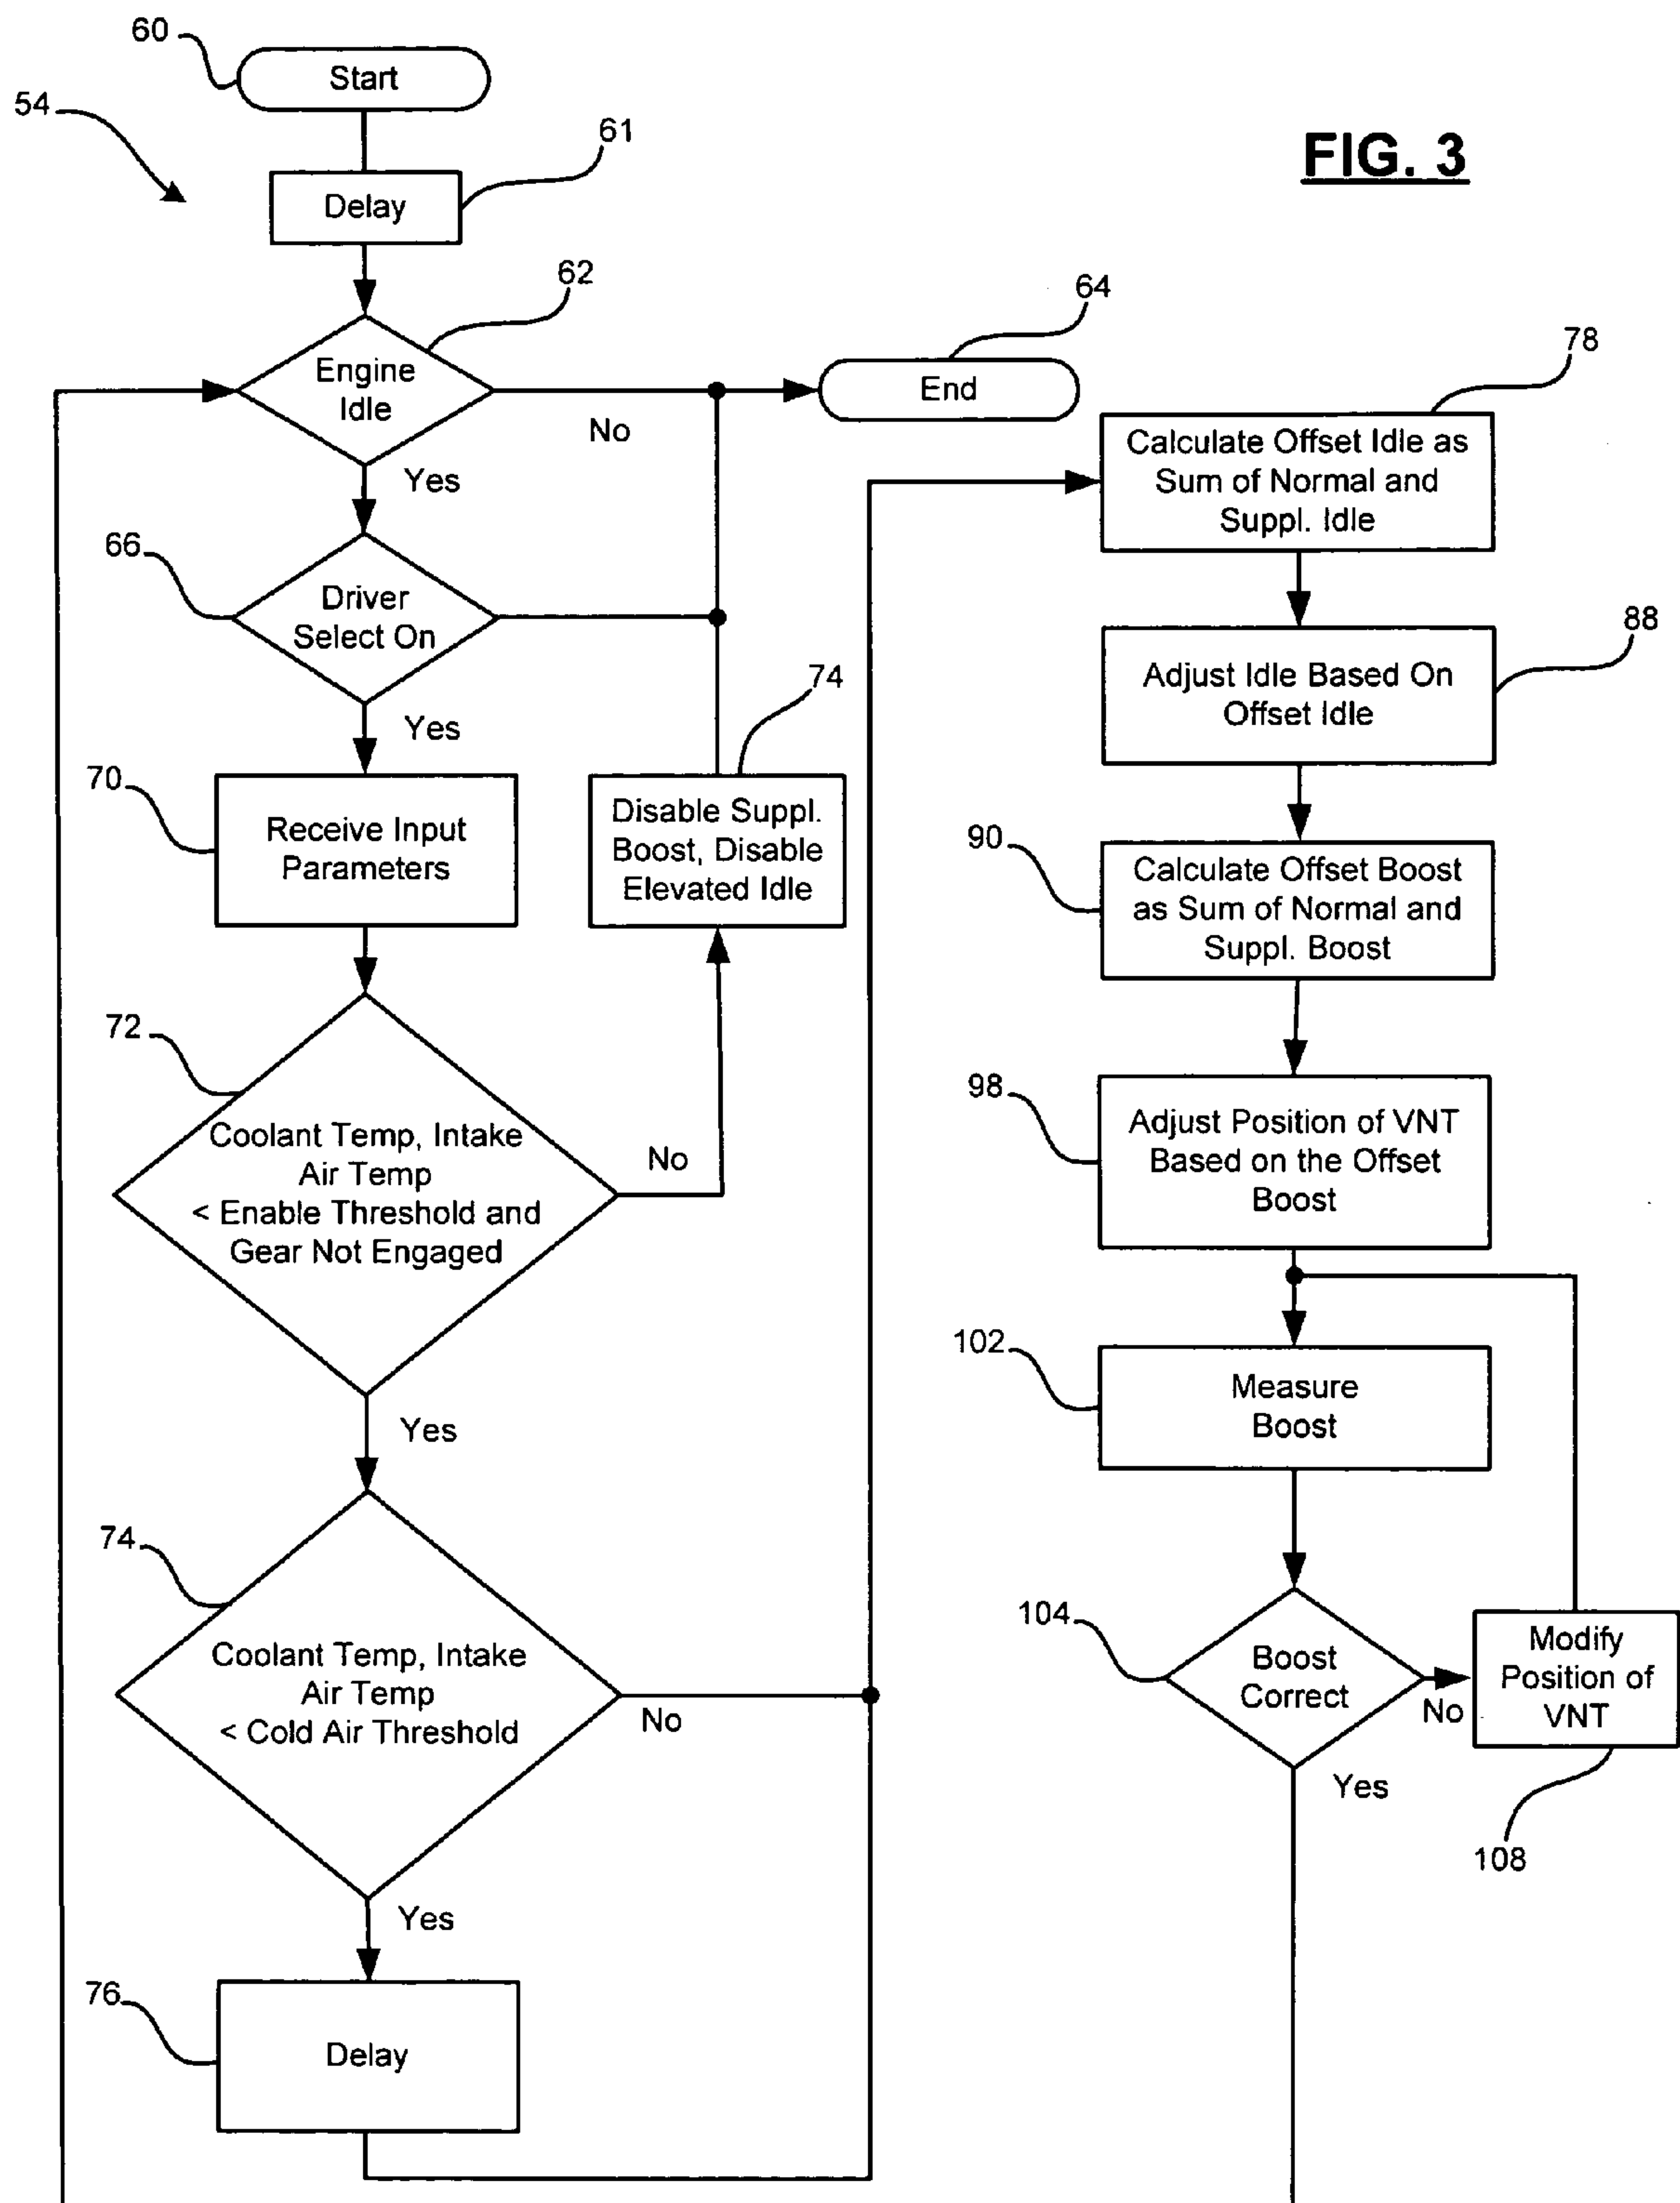 60
Start
54
61
FIG. 3
Delay
62
Engine
Idle
No
Yes
64
End
78
Calculate Offset Idle as
Sum of Normal and
Suppl. Idle
66
Driver
Select On
Yes
74
88
Adjust Idle Based On
Offset Idle
70
Receive Input
Parameters
Disable Suppl.
Boost, Disable
Elevated Idle
90
Calculate Offset Boost
as Sum of Normal and
Suppl. Boost
72
Coolant Temp, Intake
Air Temp
< Enable Threshold and
Gear Not Engaged
No
Yes
98
Adjust Position of VNT
Based on the Offset
Boost
102
Measure
Boost
74
Coolant Temp, Intake
Air Temp
< Cold Air Threshold
No
Yes
104
Boost
Correct
No
Yes
Modify
Position of
VNT
108
76
Delay